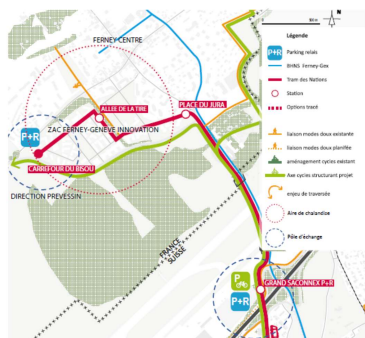 FERNEY CENTRE
ALLÉE DE LA TIRE
PLACE DU JURA
ZAC FERNEY-GENÈVE INNOVATION
P+R
CARREFOUR DU BISOU
DIRECTION PREVESSIN
FRANCE
SUISSE
P
P+R
GRAND SACONNEX P+R
N
Légende
P+R Parking relais
BHNS Ferney-Gex
Tram des Nations
Station
Options tracé
liaison modes doux existante
liaison modes doux planifiée
aménagement cycles existant
Axe cycles structurant projet
enjeu de traversée
Aire de chalandise
Pôle d'échange